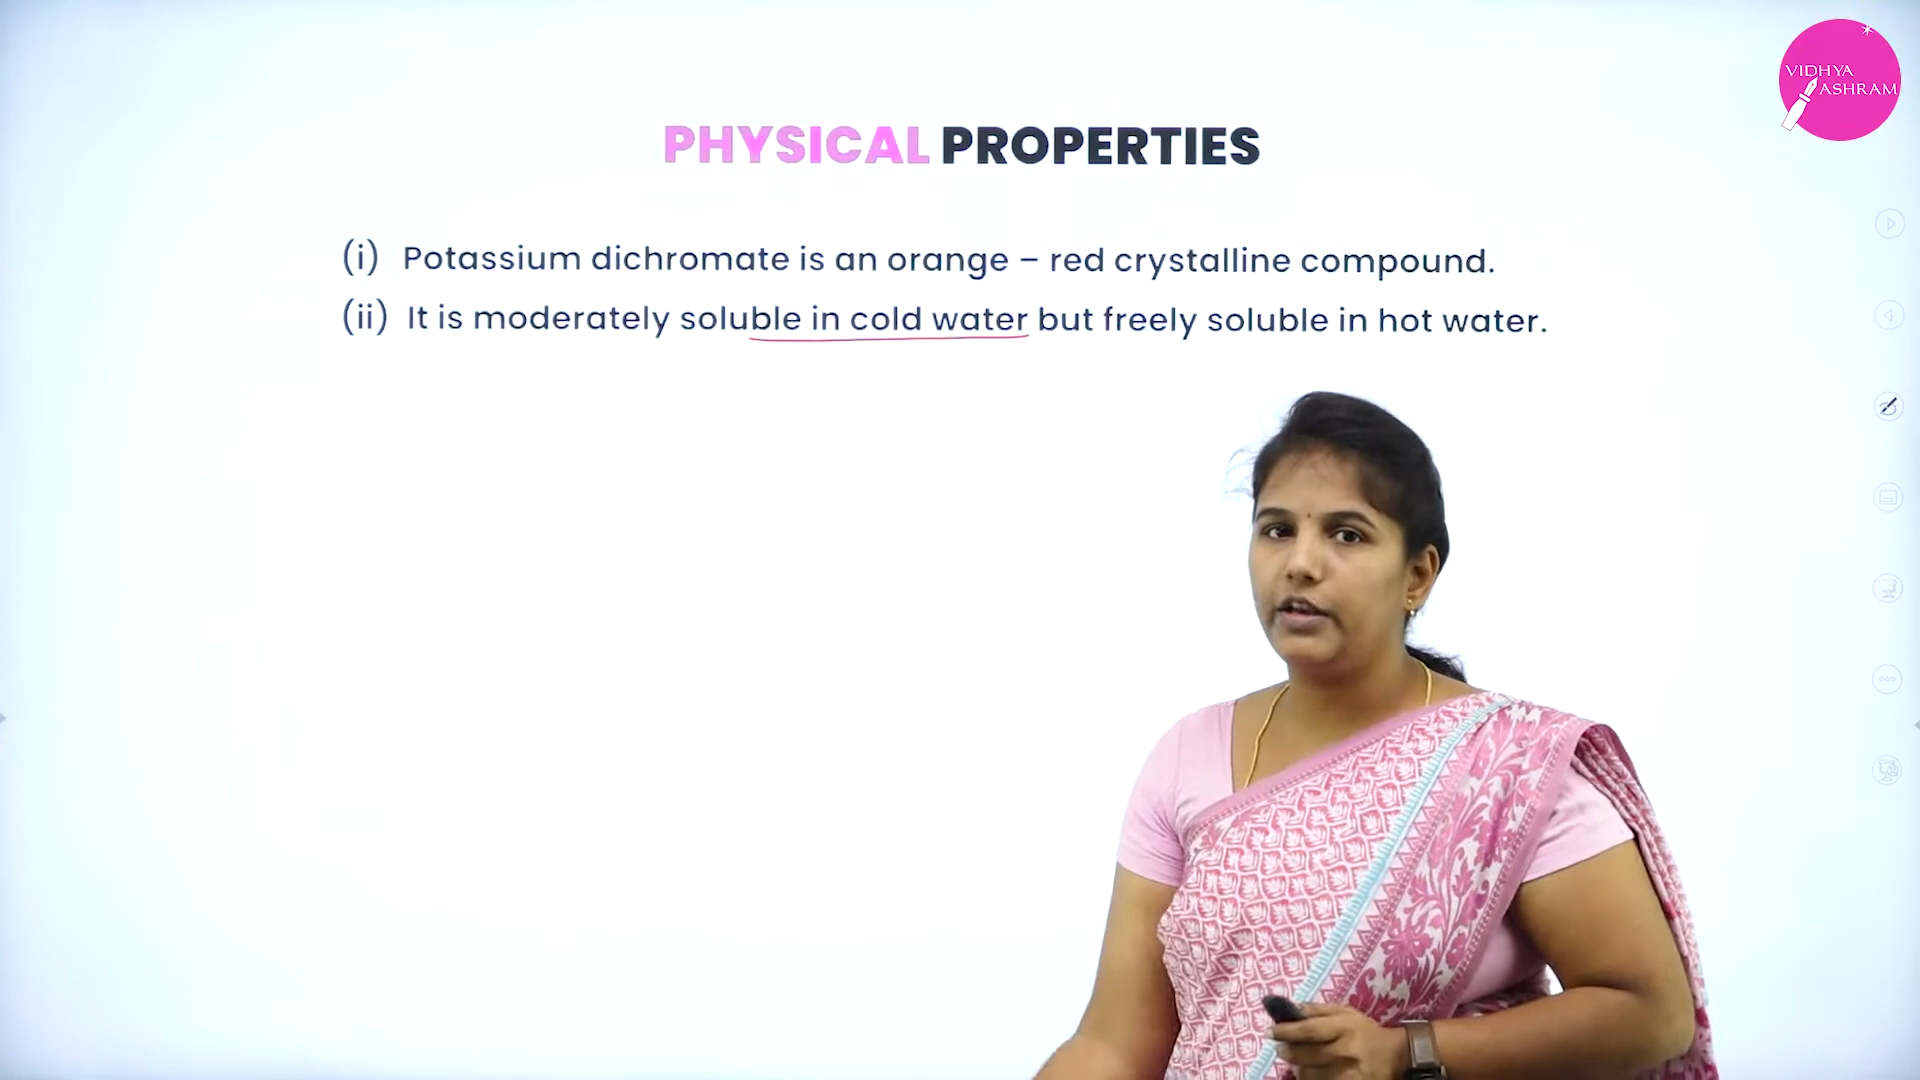 VIDHYA
ASHRAM
PHYSICAL PROPERTIES
(i) Potassium dichromate is an orange – red crystalline compound.
(ii) It is moderately soluble in cold water but freely soluble in hot water.